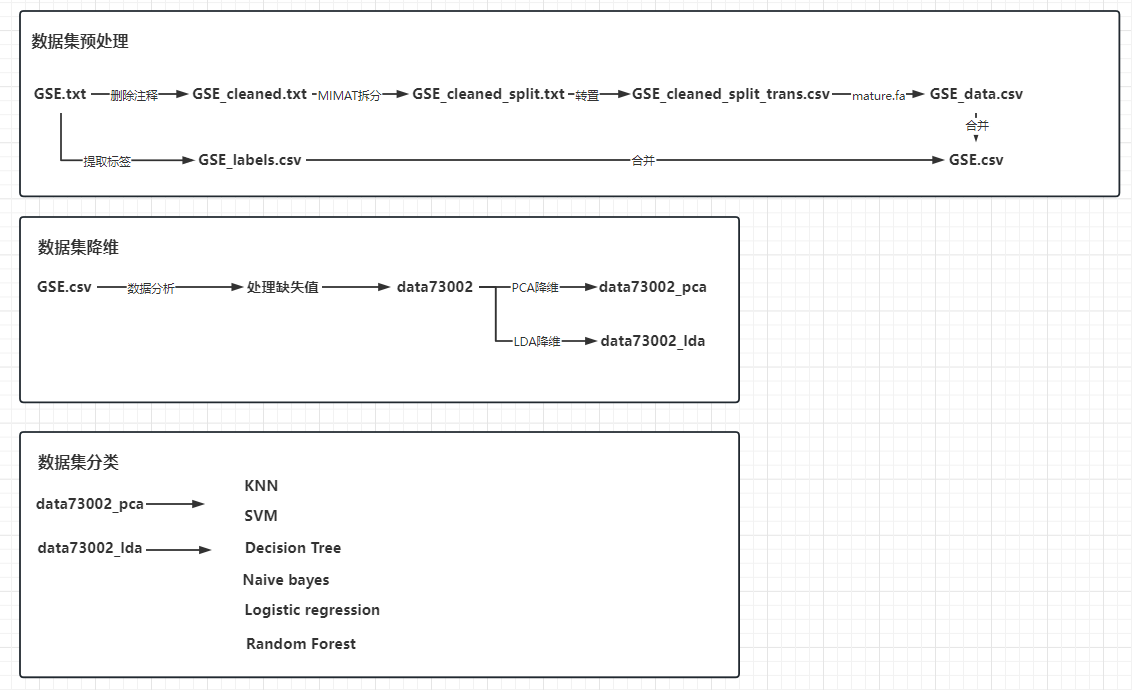 数据集预处理
GSE.txt 删除注释 GSE_cleaned.txt MIMAT拆分 GSE_cleaned_split.txt 转置 GSE_cleaned_split_trans.csv mature.fa GSE_data.csv
合并
提取标签 GSE_labels.csv 合并 GSE.csv
数据集降维
GSE.csv 数据分析 处理缺失值 data73002 PCA降维 data73002_pca
LDA降维 data73002_lda
数据集分类
KNN
data73002_pca
SVM
data73002_lda Decision Tree
Naive bayes
Logistic regression
Random Forest